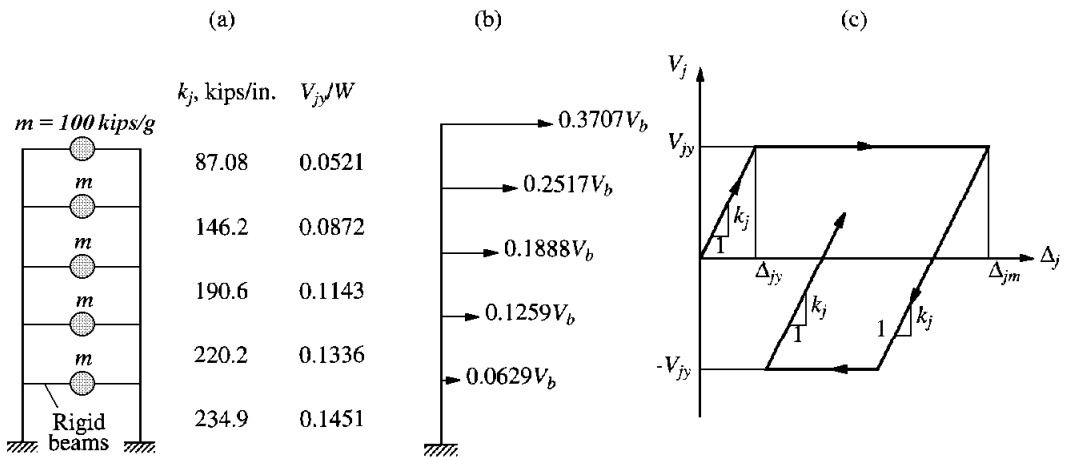 (a)
(b)
(c)
k_j, kips/in. V_jy/W
m = 100 kips/g
87.08 0.0521
m
146.2 0.0872
m
190.6 0.1143
m
220.2 0.1336
m
234.9 0.1451
Rigid
beams
0.3707V_b
0.2517V_b
0.1888V_b
0.1259V_b
0.0629V_b
V_j
V_jy
k_j
1
Δ_jy
Δ_jm
Δ_j
k_j
1
k_j
1
-V_jy